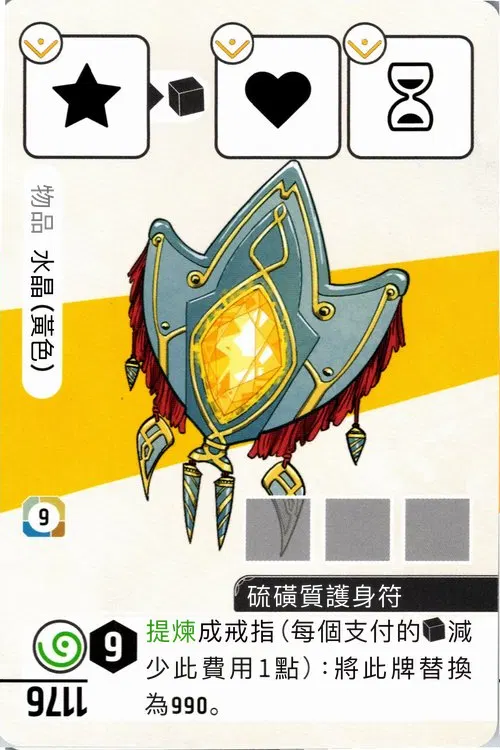 物品 水晶(黃色)
9
硫磺質護身符
9
提煉成戒指(每個支付的減
少此費用1點):將此牌替換
為990。
1176